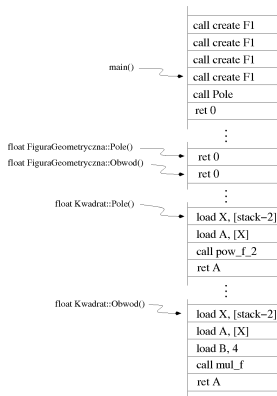 call create F1
call create F1
call create F1
main()
call create F1
call Pole
ret 0
float FiguraGeometryczna::Pole()
ret 0
float FiguraGeometryczna::Obwod()
ret 0
float Kwadrat::Pole()
load X, [stack−2]
load A, [X]
call pow_f_2
ret A
float Kwadrat::Obwod()
load X, [stack−2]
load A, [X]
load B, 4
call mul_f
ret A